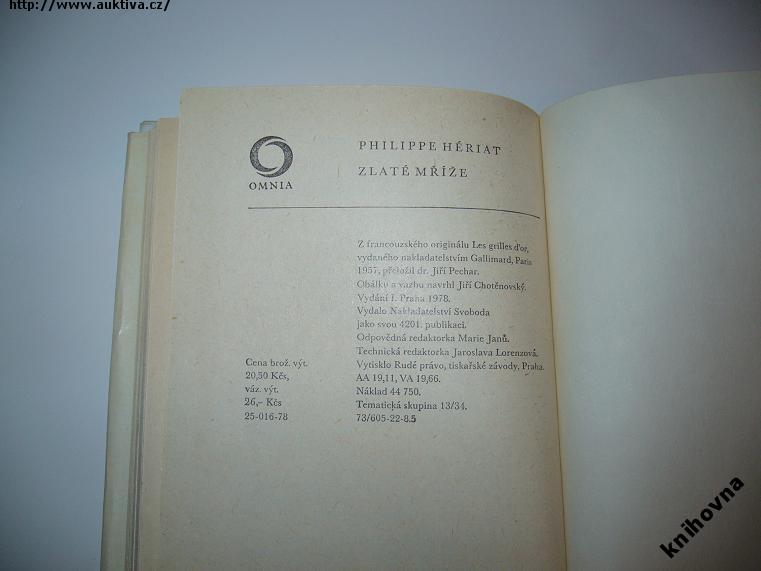 http://www.auktiva.cz/
OMNIA
PHILIPPE HÉRIAT
ZLATÉ MŘÍŽE
Z francouzského originálu Les grilles d'or,
vydaného nakladatelstvím Gallimard, Paris
1957, přeložil dr. Jiří Pechar.
Obálku a vazbu navrhl Jiří Chotěnovský.
Vydání I. Praha 1978.
Vydalo Nakladatelství Svoboda
jako svou 4201. publikaci.
Odpovědná redaktorka Marie Janů.
Technická redaktorka Jaroslava Lorenzová.
Vytisklo Rudé právo, tiskařské závody, Praha.
AA 19,11, VA 19,66.
Náklad 44 750.
Tematická skupina 13/34.
73/605-22-8.5
Cena brož. výt.
20,50 Kčs,
váz. výt.
26,– Kčs
25-016-78
knihovna